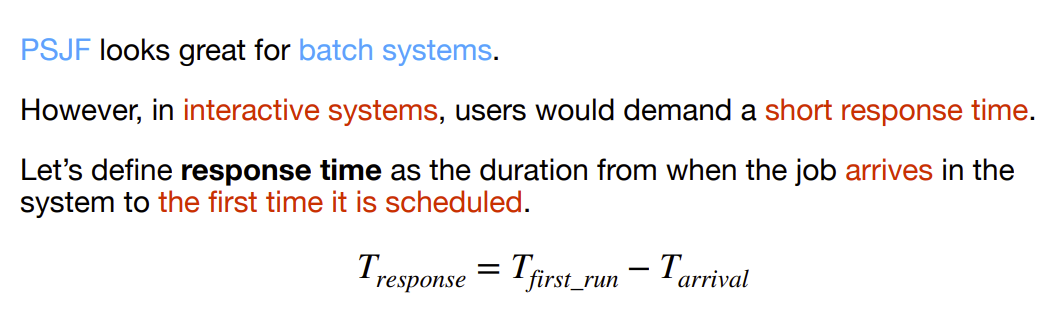 PSJF looks great for batch systems.
However, in interactive systems, users would demand a short response time.
Let’s define response time as the duration from when the job arrives in the
system to the first time it is scheduled.
T_{response} = T_{first\_run} − T_{arrival}